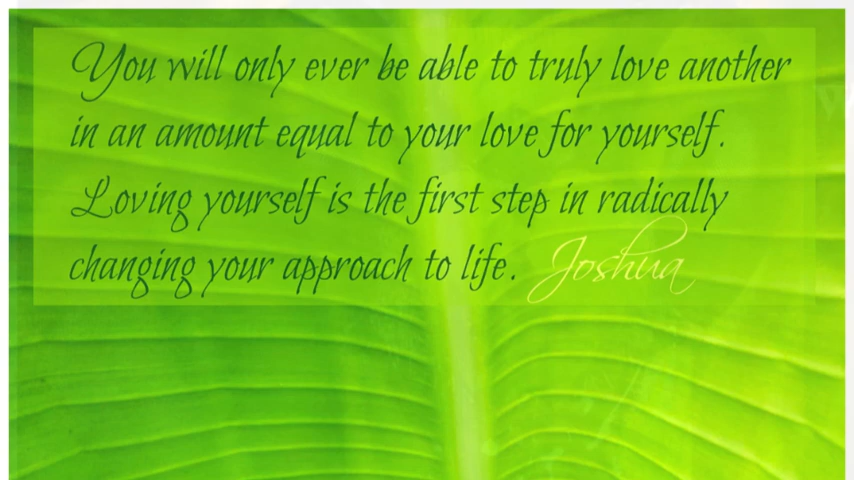 You will only ever be able to truly love another
in an amount equal to your love for yourself.
Loving yourself is the first step in radically
changing your approach to life. Joshua